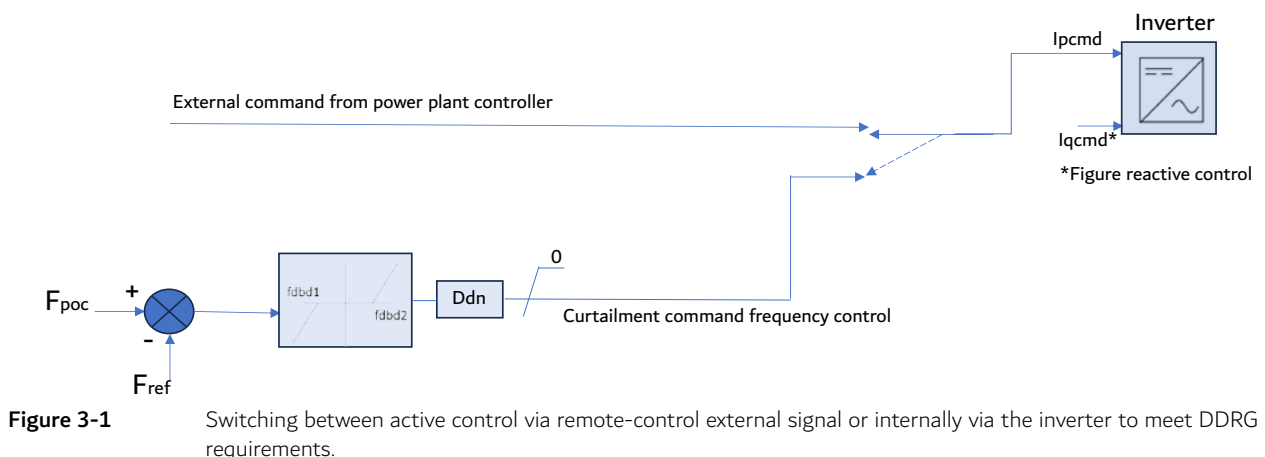 Inverter
Ipcmd
External command from power plant controller
Iqcmd*
*Figure reactive control
0
Fpoc
+
fdbd1
fdbd2
Ddn
Curtailment command frequency control
-
Fref
Figure 3-1 Switching between active control via remote-control external signal or internally via the inverter to meet DDRG
requirements.